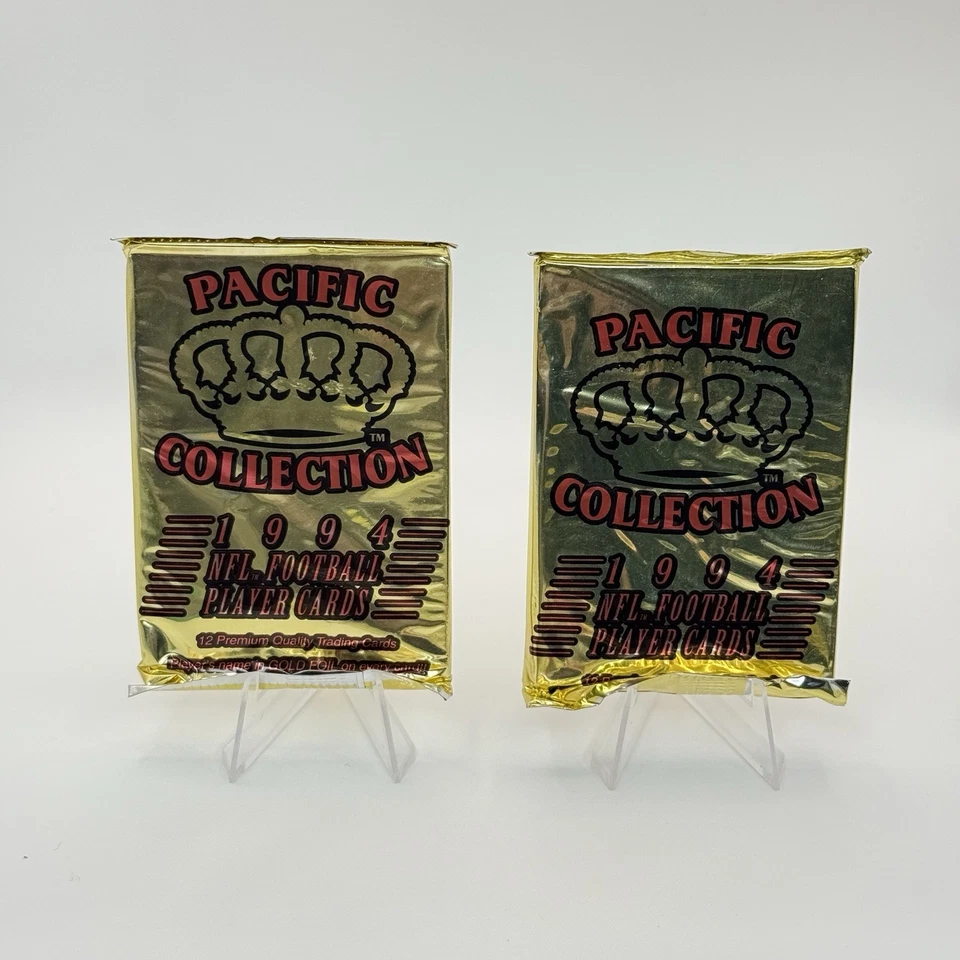 PACIFIC
TM
COLLECTION
1994
NFL FOOTBALL
PLAYER CARDS
12 Premium Quality Trading Cards
Player's name in GOLD FOIL on every card!
PACIFIC
TM
COLLECTION
1994
NFL FOOTBALL
PLAYER CARDS